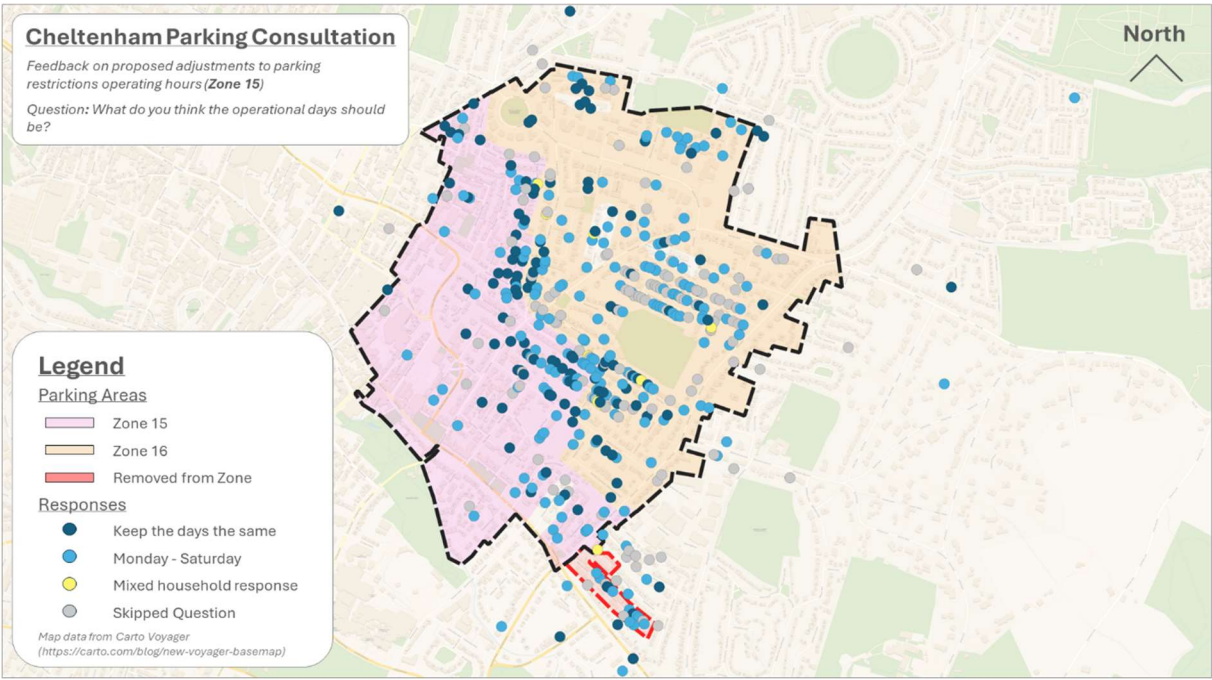 Cheltenham Parking Consultation
Feedback on proposed adjustments to parking
restrictions operating hours (Zone 15)
Question: What do you think the operational days should
be?
North
Legend
Parking Areas
Zone 15
Zone 16
Removed from Zone
Responses
Keep the days the same
Monday - Saturday
Mixed household response
Skipped Question
Map data from Carto Voyager
(https://carto.com/blog/new-voyager-basemap)